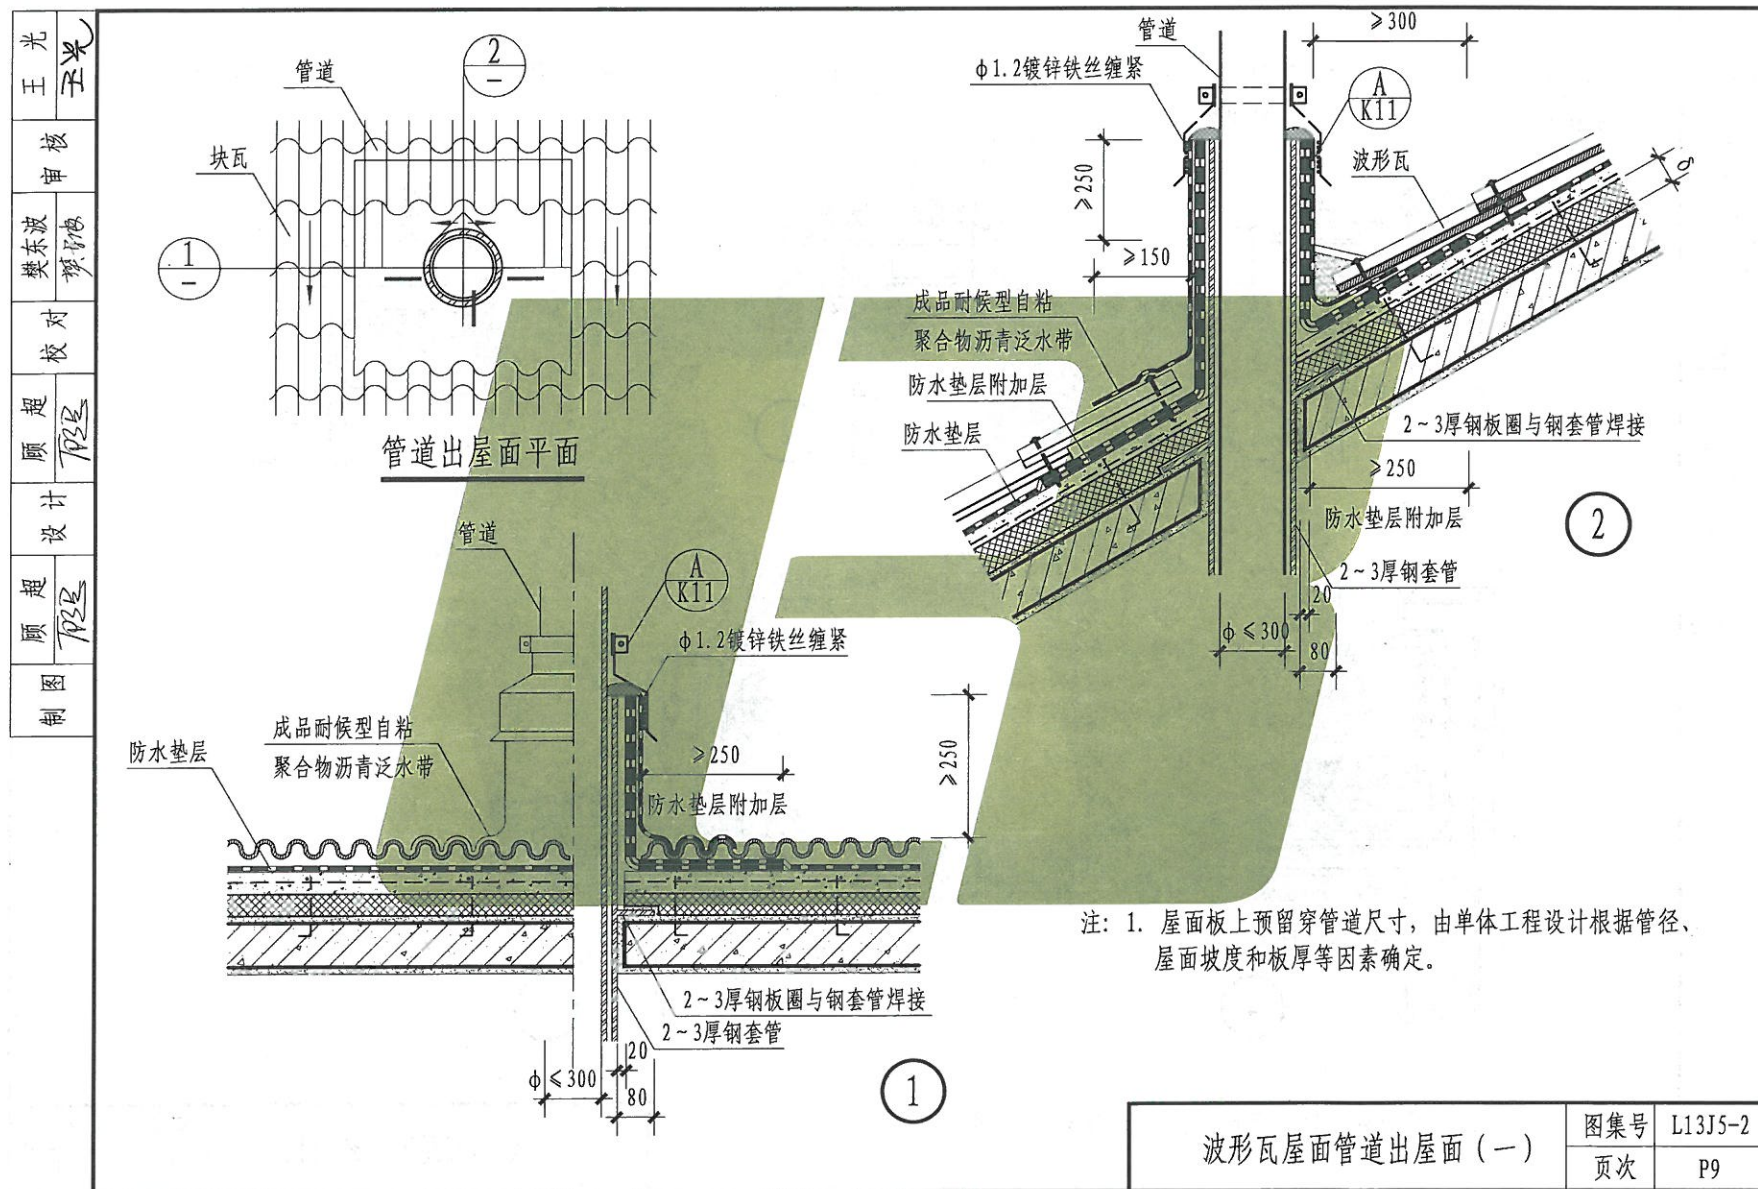 王光
审核
樊东波
校对
顾超
设计
顾超
制图
管道
2
—
块瓦
1
—
管道出屋面平面
管道
≥300
φ1.2镀锌铁丝缠紧
A
K11
波形瓦
δ
≥250
≥150
成品耐候型自粘
聚合物沥青泛水带
防水垫层附加层
防水垫层
2~3厚钢板圈与钢套管焊接
≥250
防水垫层附加层
2~3厚钢套管
20
φ≤300
80
2
管道
A
K11
φ1.2镀锌铁丝缠紧
成品耐候型自粘
聚合物沥青泛水带
防水垫层
≥250
防水垫层附加层
≥250
2~3厚钢板圈与钢套管焊接
2~3厚钢套管
20
φ≤300
80
1
注: 1. 屋面板上预留穿管道尺寸，由单体工程设计根据管径、
屋面坡度和板厚等因素确定。
波形瓦屋面管道出屋面（一）
图集号 L13J5-2
页次 P9